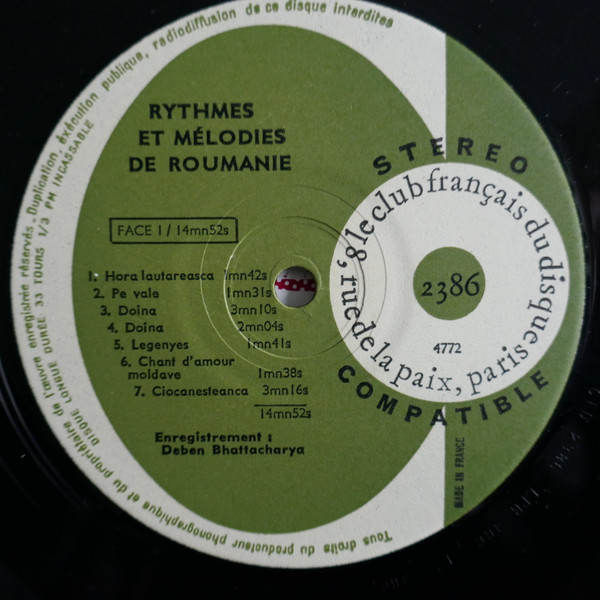 RYTHMES
ET MÉLODIES
DE ROUMANIE
FACE 1 / 14mn52s
1. Hora lautareasca 1mn42s
2. Pe vale 1mn31s
3. Doina 3mn10s
4. Doina 2mn04s
5. Legenyes 1mn41s
6. Chant d'amour
moldave 1mn38s
7. Ciocanesteanca 3mn16s
14mn52s
Enregistrement :
Deben Bhattacharya
STEREO
COMPATIBLE
le club français du disque
8, rue de la paix, paris
2386
4772
MADE IN FRANCE
Tous droits du producteur phonographique et du propriétaire de l'œuvre enregistrée réservés. Duplication, éxécution publique, radiodiffusion de ce disque interdites
DISQUE LONGUE DURÉE 33 TOURS 1/3 PM INCASSABLE